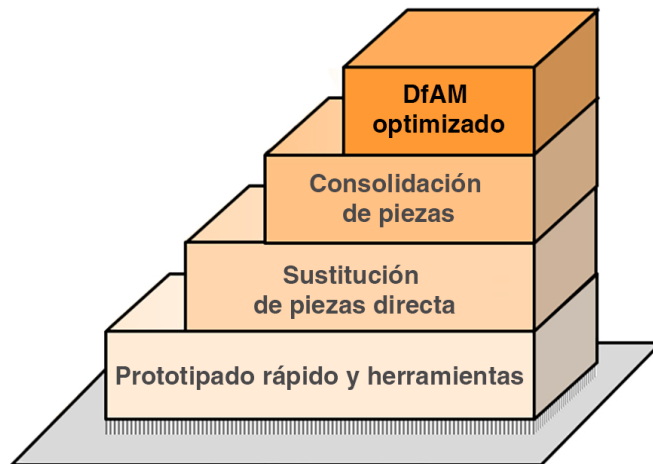 DfAM
optimizado
Consolidación
de piezas
Sustitución
de piezas directa
Prototipado rápido y herramientas